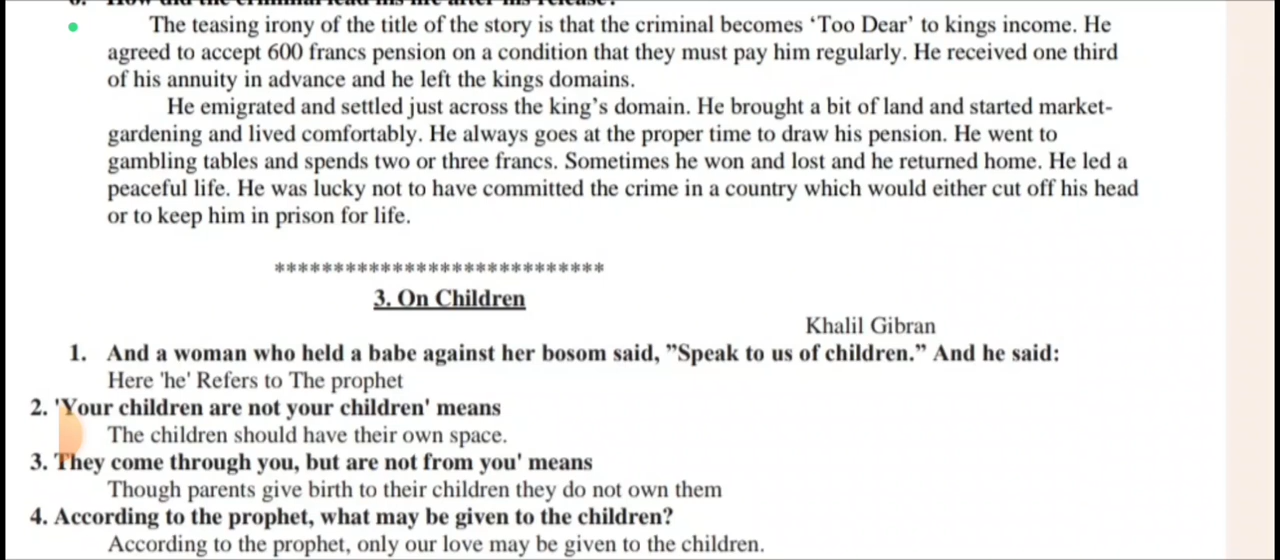 6. How did the criminal lead his life after his release?
The teasing irony of the title of the story is that the criminal becomes ‘Too Dear’ to kings income. He
agreed to accept 600 francs pension on a condition that they must pay him regularly. He received one third
of his annuity in advance and he left the kings domains.
He emigrated and settled just across the king’s domain. He brought a bit of land and started market-
gardening and lived comfortably. He always goes at the proper time to draw his pension. He went to
gambling tables and spends two or three francs. Sometimes he won and lost and he returned home. He led a
peaceful life. He was lucky not to have committed the crime in a country which would either cut off his head
or to keep him in prison for life.
****************************
3. On Children
Khalil Gibran
1. And a woman who held a babe against her bosom said, ”Speak to us of children.” And he said:
Here 'he' Refers to The prophet
2. 'Your children are not your children' means
The children should have their own space.
3. They come through you, but are not from you' means
Though parents give birth to their children they do not own them
4. According to the prophet, what may be given to the children?
According to the prophet, only our love may be given to the children.